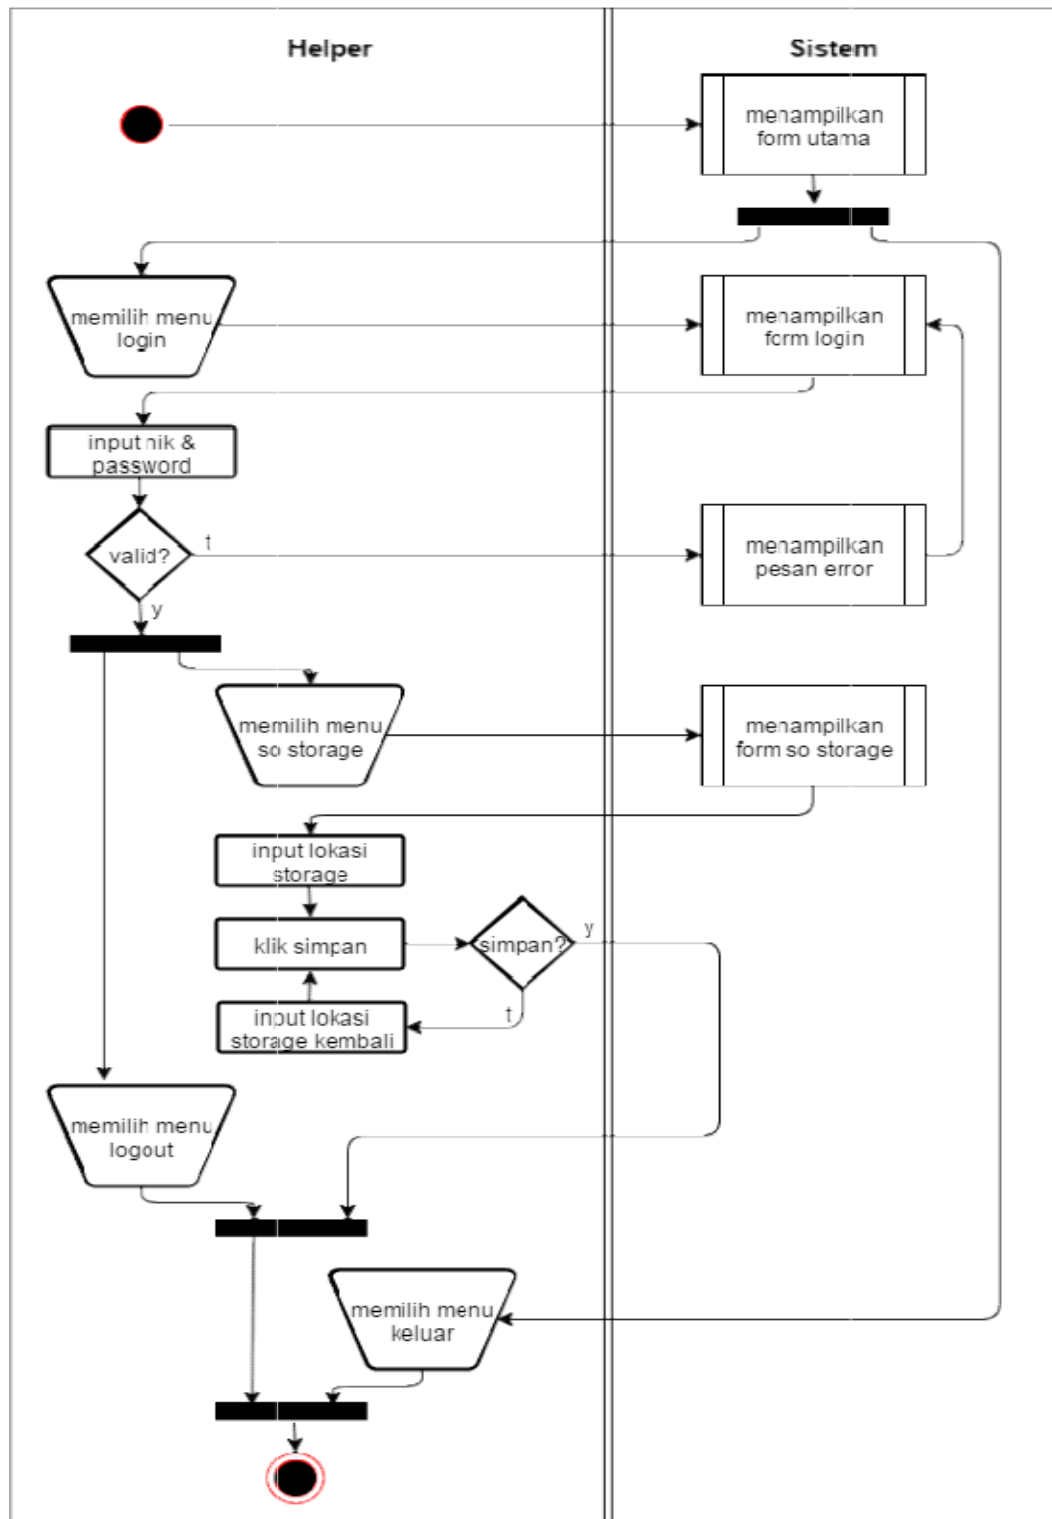 Helper
Sistem
menampilkan
form utama
memilih menu
login
menampilkan
form login
input nik &
password
valid?
t
menampilkan
pesan error
y
memilih menu
so storage
menampilkan
form so storage
input lokasi
storage
klik simpan
simpan?
y
t
input lokasi
storage kembali
memilih menu
logout
memilih menu
keluar